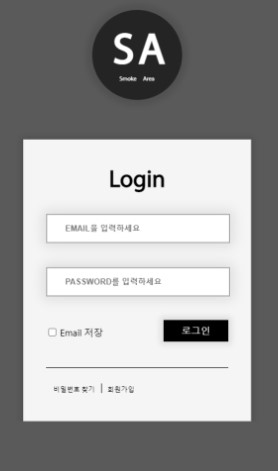 SA
Smoke Area
Login
EMAIL을 입력하세요
PASSWORD를 입력하세요
Email 저장 로그인
비밀번호 찾기 | 회원가입